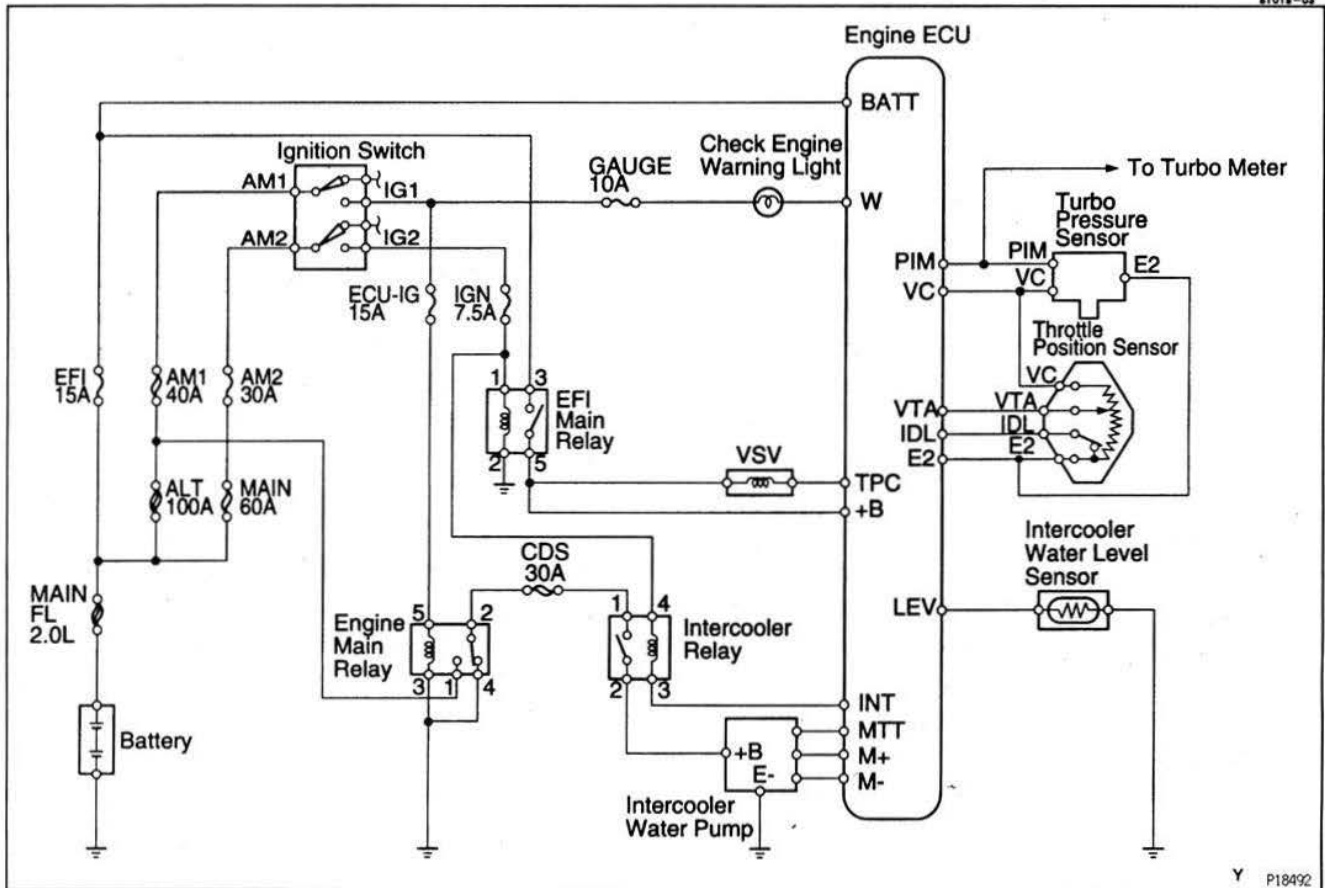 Engine ECU
BATT
Ignition Switch
Check Engine
Warning Light
GAUGE
10A
To Turbo Meter
AM1
IG1
W
Turbo
Pressure
Sensor
AM2
IG2
PIM
PIM
E2
VC
VC
ECU-IG
15A
IGN
7.5A
Throttle
Position Sensor
EFI
15A
AM1
40A
AM2
30A
1
3
EFI
Main
Relay
2
5
VC
VTA
VTA
IDL
IDL
E2
E2
ALT
100A
MAIN
60A
VSV
TPC
+B
CDS
30A
Intercooler
Water Level
Sensor
MAIN
FL
2.0L
LEV
5
2
Engine
Main
Relay
3
1
4
1
4
Intercooler
Relay
2
3
INT
MTT
M+
M-
Battery
+B
E-
Intercooler
Water Pump
Y
P18492